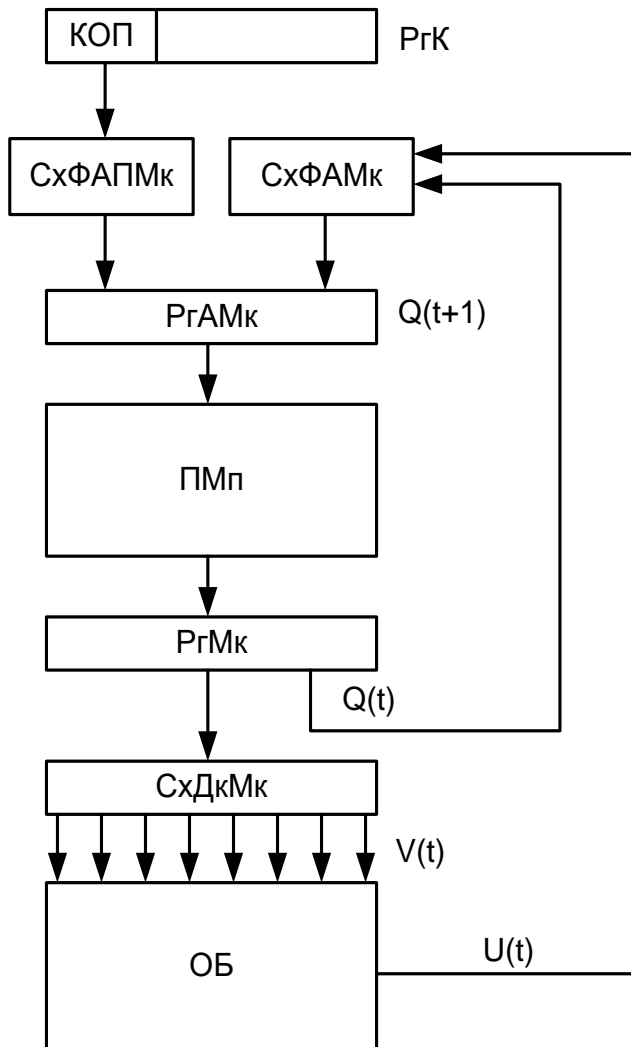 КОП
РгК
СхФАПМк
СхФАМк
РгАМк
Q(t+1)
ПМп
РгМк
Q(t)
СхДкМк
V(t)
ОБ
U(t)